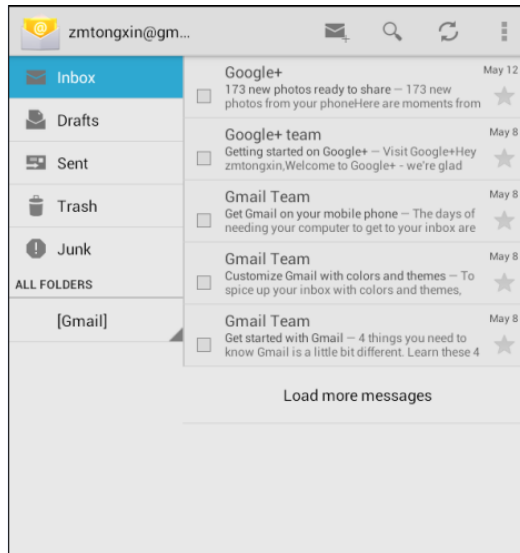 zmtongxin@gm...
Inbox
Drafts
Sent
Trash
Junk
ALL FOLDERS
[Gmail]
Google+
May 12
173 new photos ready to share — 173 new
photos from your phoneHere are moments from
Google+ team
May 8
Getting started on Google+ — Visit Google+Hey
zmtongxin,Welcome to Google+ - we're glad
Gmail Team
May 8
Get Gmail on your mobile phone — The days of
needing your computer to get to your inbox are
Gmail Team
May 8
Customize Gmail with colors and themes — To
spice up your inbox with colors and themes,
Gmail Team
May 8
Get started with Gmail — 4 things you need to
know Gmail is a little bit different. Learn these 4
Load more messages